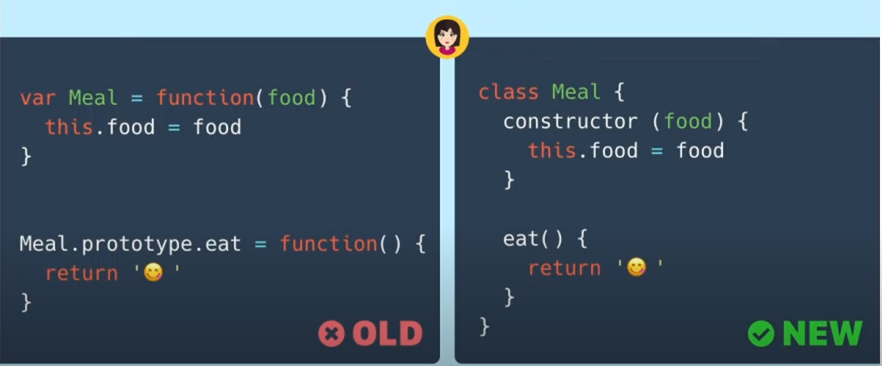 var Meal = function(food) {
  this.food = food
}
Meal.prototype.eat = function() {
  return '😋 '
}
OLD
class Meal {
  constructor (food) {
    this.food = food
  }
  eat() {
    return '😋 '
  }
}
NEW